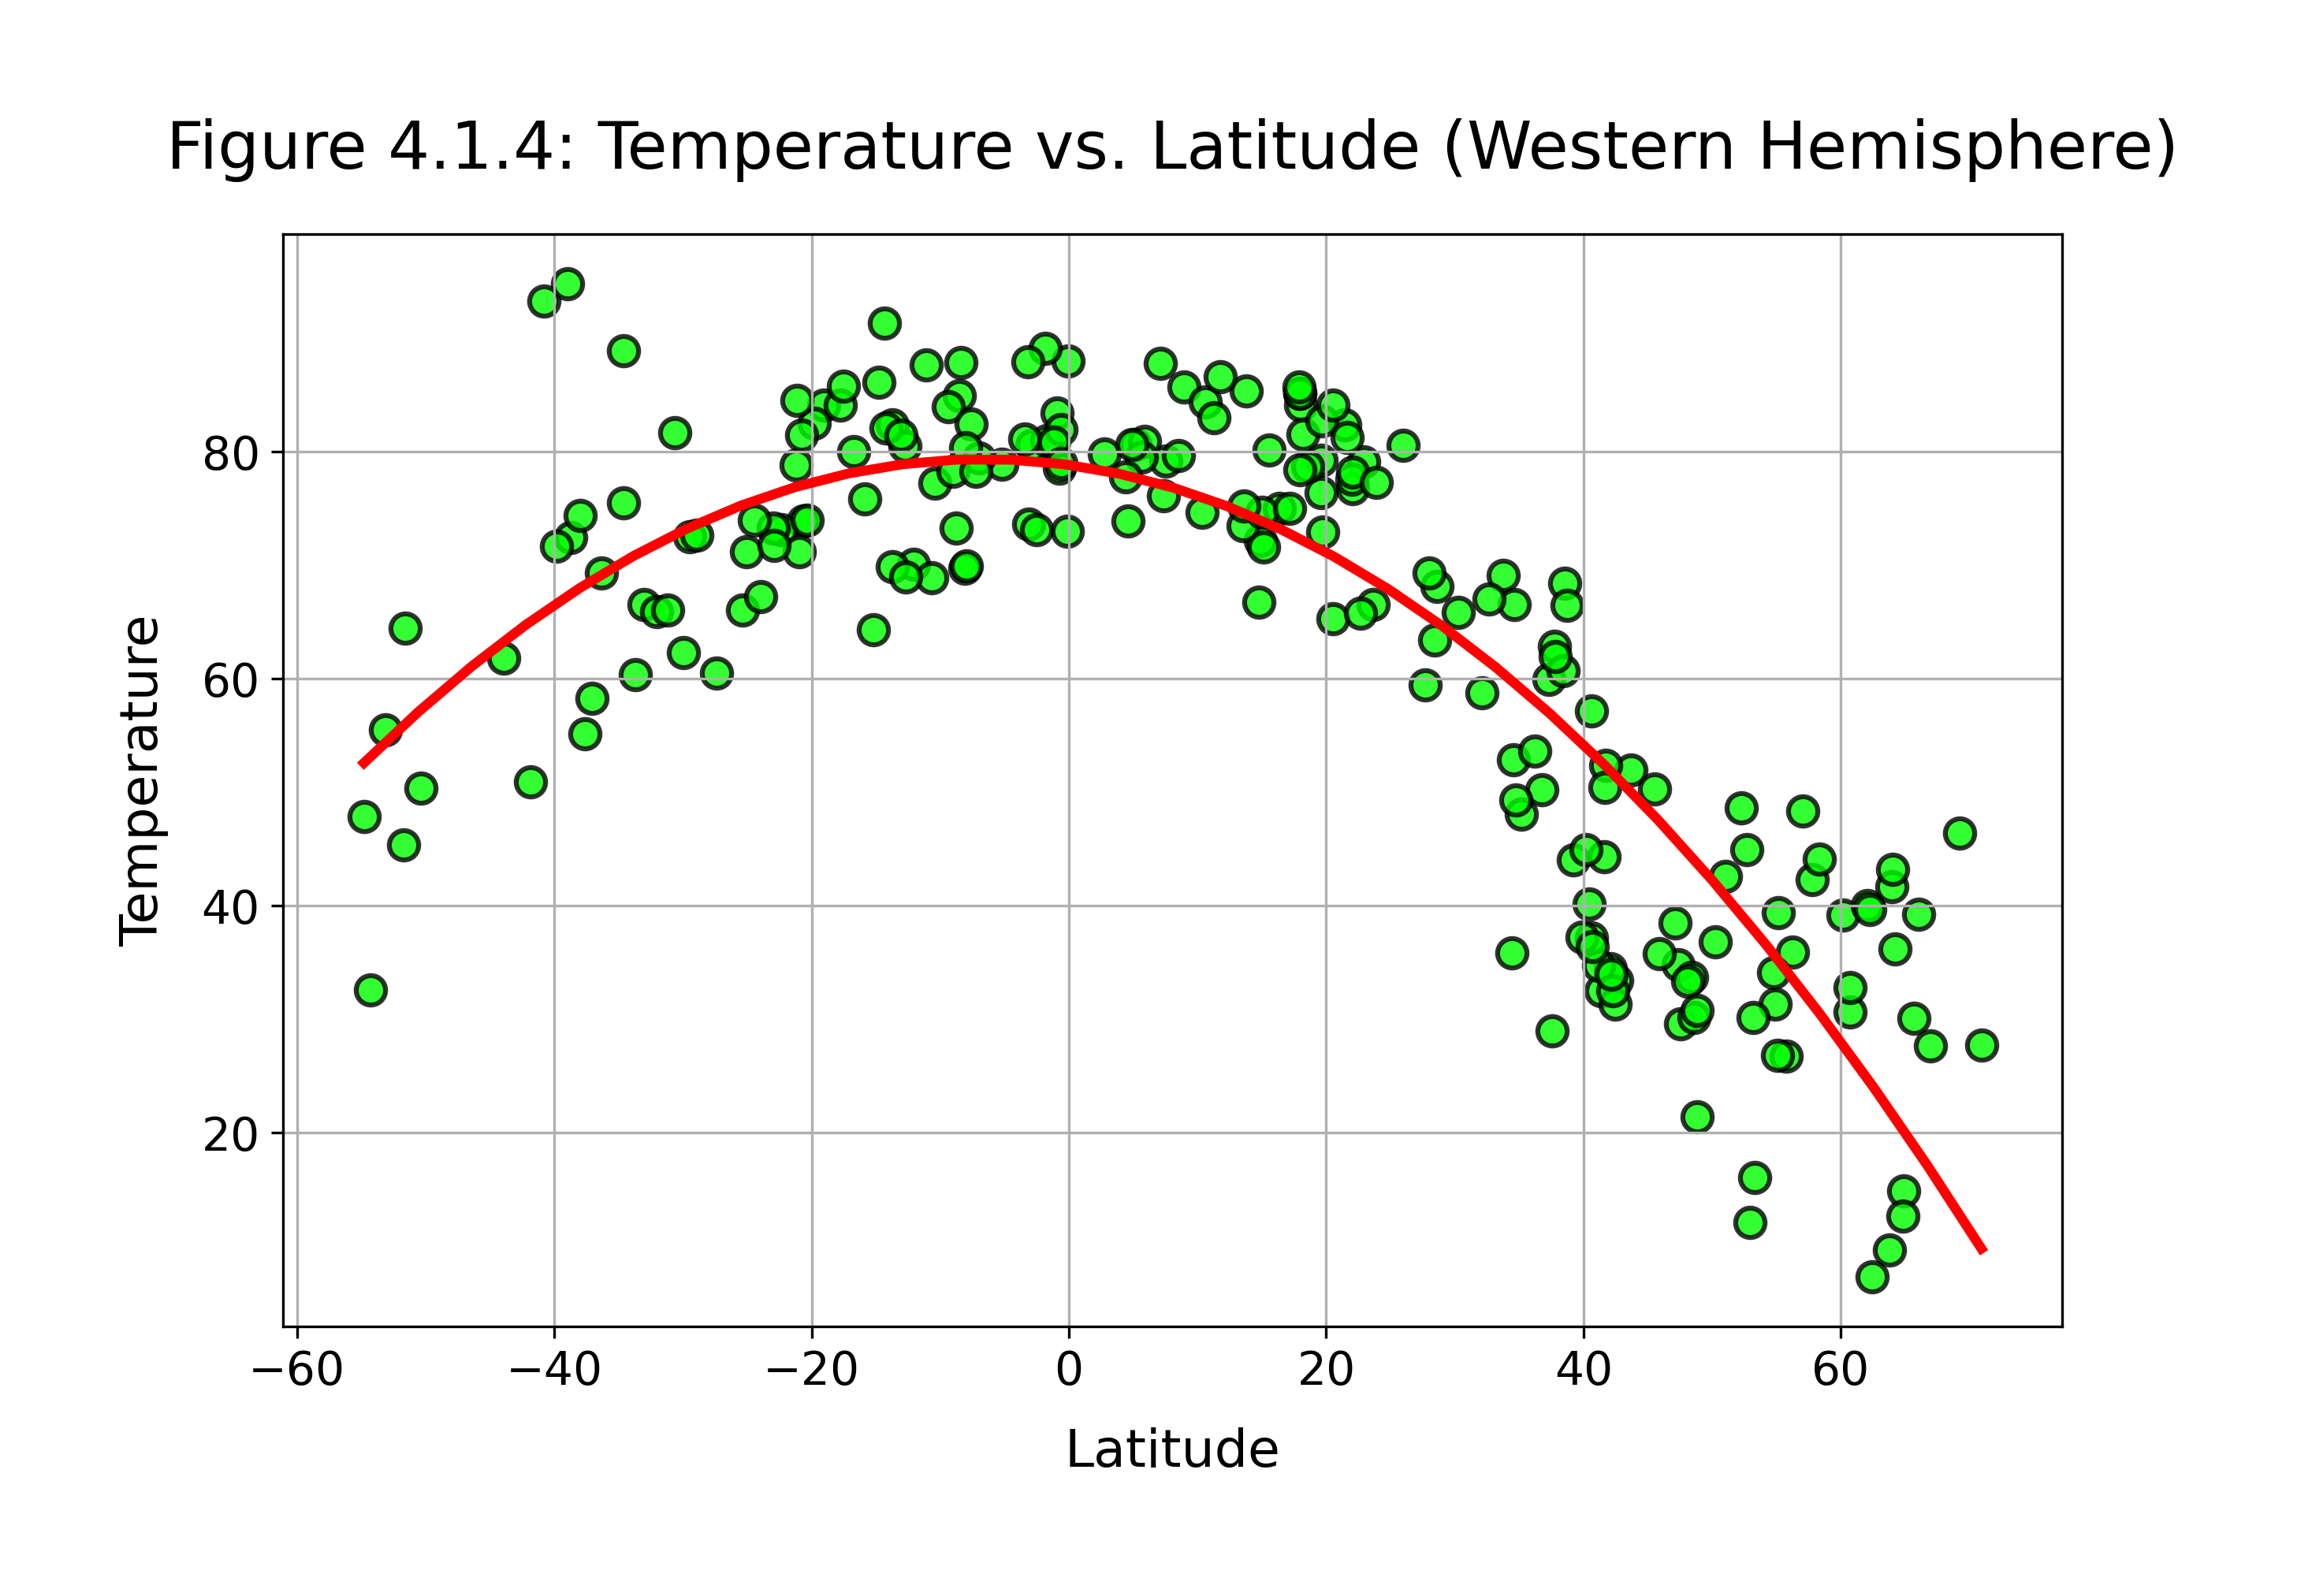 Figure 4.1.4: Temperature vs. Latitude (Western Hemisphere)
80
60
40
20
Temperature
−60 −40 −20 0 20 40 60
Latitude